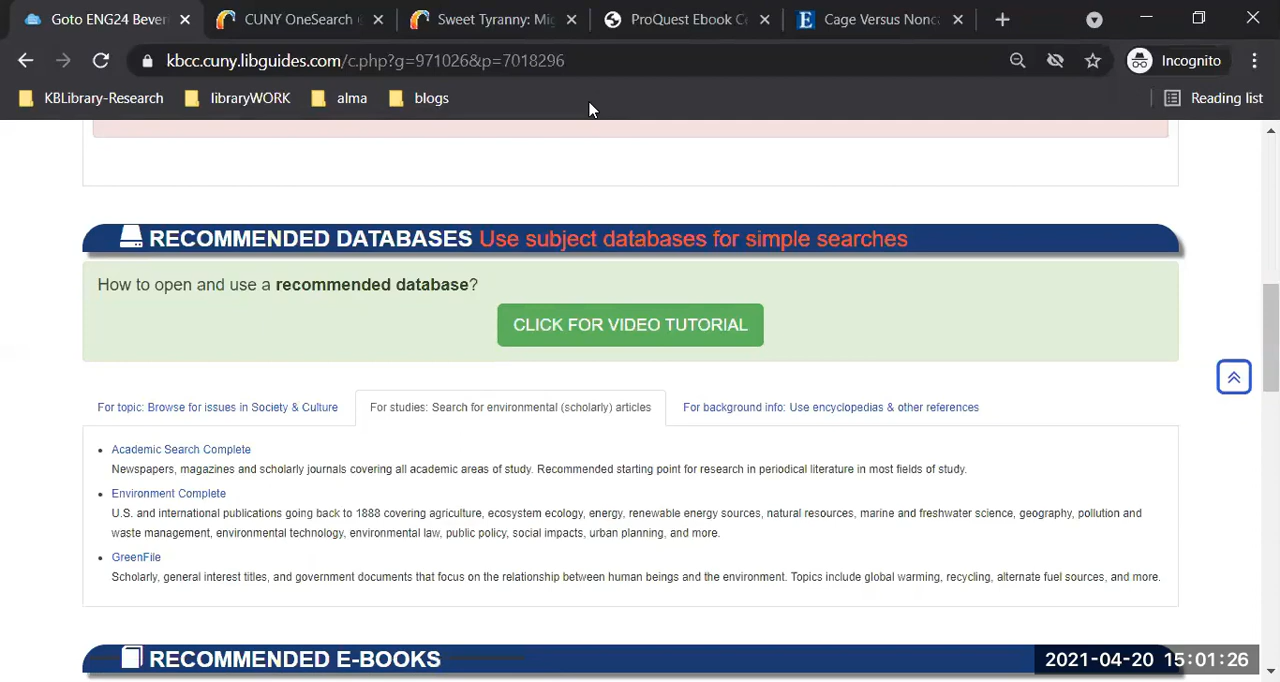 Goto ENG24 Beve
CUNY OneSearch
Sweet Tyranny: Mi
ProQuest Ebook C
E Cage Versus Nonc
kbcc.cuny.libguides.com/c.php?g=971026&p=7018296
Incognito
KBLibrary-Research
libraryWORK
alma
blogs
Reading list
RECOMMENDED DATABASES Use subject databases for simple searches
How to open and use a recommended database?
CLICK FOR VIDEO TUTORIAL
For topic: Browse for issues in Society & Culture
For studies: Search for environmental (scholarly) articles
For background info: Use encyclopedias & other references
• Academic Search Complete
Newspapers, magazines and scholarly journals covering all academic areas of study. Recommended starting point for research in periodical literature in most fields of study.
• Environment Complete
U.S. and international publications going back to 1888 covering agriculture, ecosystem ecology, energy, renewable energy sources, natural resources, marine and freshwater science, geography, pollution and
waste management, environmental technology, environmental law, public policy, social impacts, urban planning, and more.
• GreenFile
Scholarly, general interest titles, and government documents that focus on the relationship between human beings and the environment. Topics include global warming, recycling, alternate fuel sources, and more.
RECOMMENDED E-BOOKS
2021-04-20 15:01:26